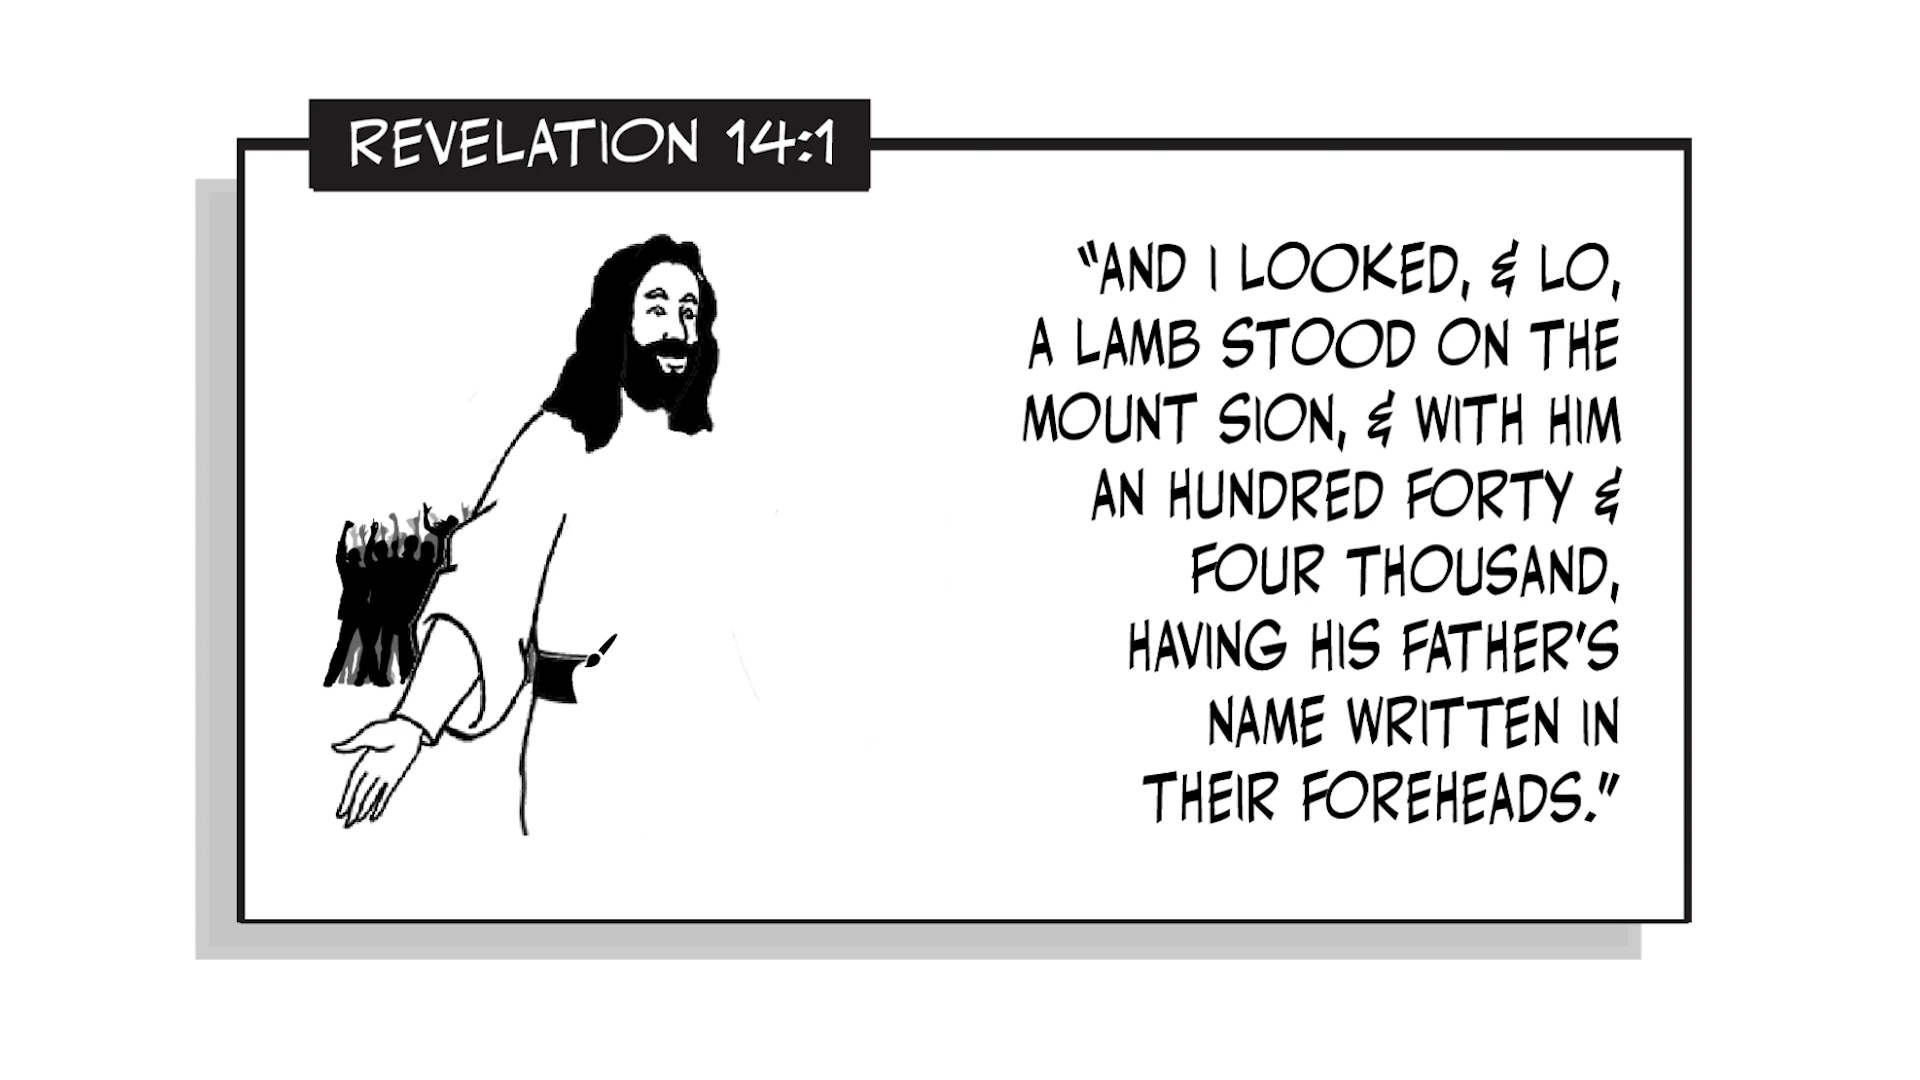 REVELATION 14:1
“AND I LOOKED, & LO,
A LAMB STOOD ON THE
MOUNT SION, & WITH HIM
AN HUNDRED FORTY &
FOUR THOUSAND,
HAVING HIS FATHER’S
NAME WRITTEN IN
THEIR FOREHEADS.”